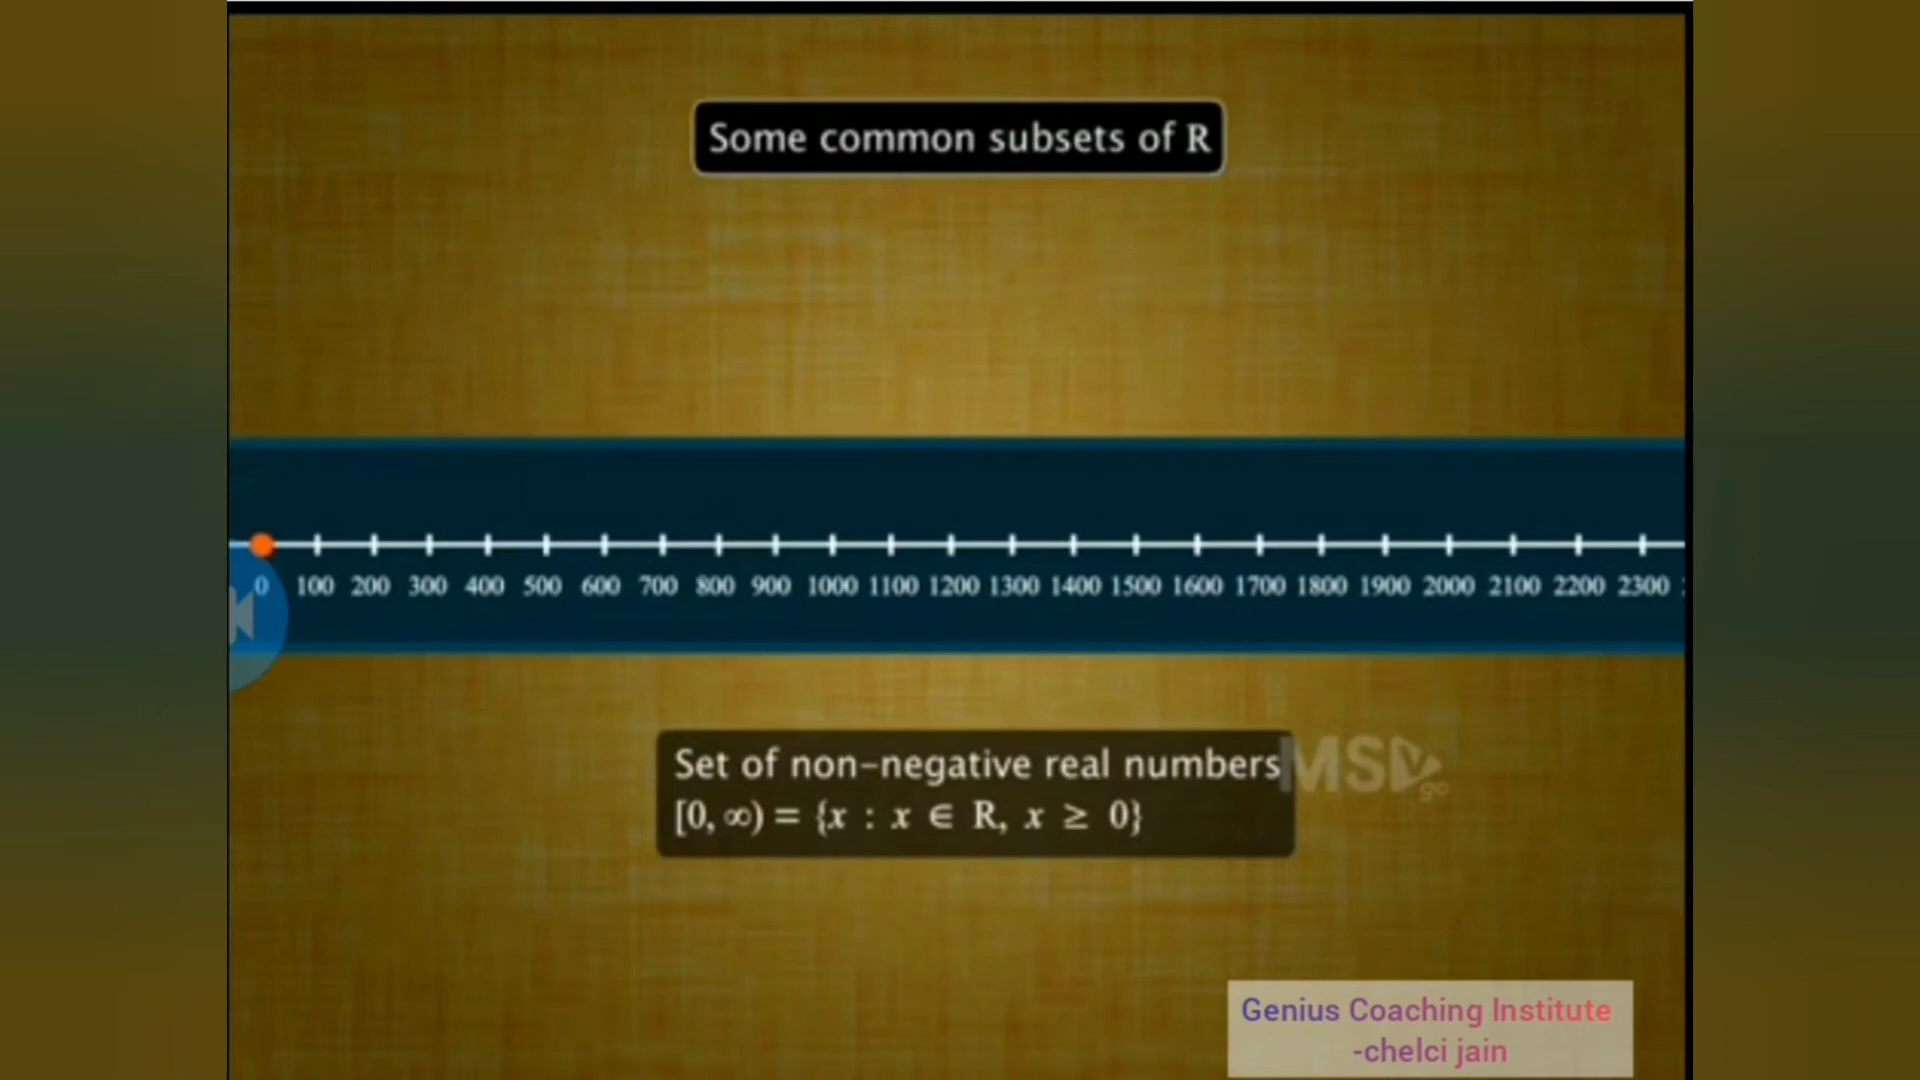 Some common subsets of R
0 100 200 300 400 500 600 700 800 900 1000 1100 1200 1300 1400 1500 1600 1700 1800 1900 2000 2100 2200 2300
Set of non-negative real numbers
[0, ∞) = {x : x ∈ R, x ≥ 0}
MSD go
Genius Coaching Institute
-chelci jain